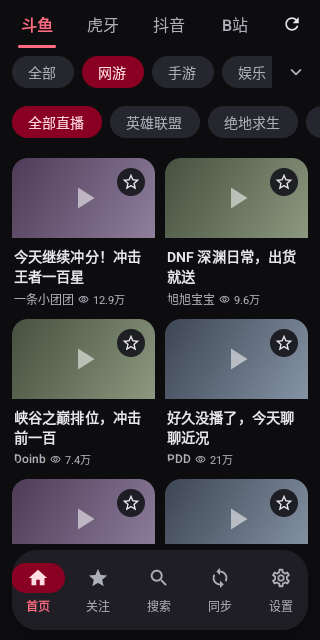 斗鱼 虎牙 抖音 B站
全部 网游 手游 娱乐
全部直播 英雄联盟 绝地求生
今天继续冲分！冲击 DNF 深渊日常，出货
王者一百星 就送
一条小团团 12.9万 旭旭宝宝 9.6万
峡谷之巅排位，冲击 好久没播了，今天聊
前一百 聊近况
Doinb 7.4万 PDD 21万
首页 关注 搜索 同步 设置